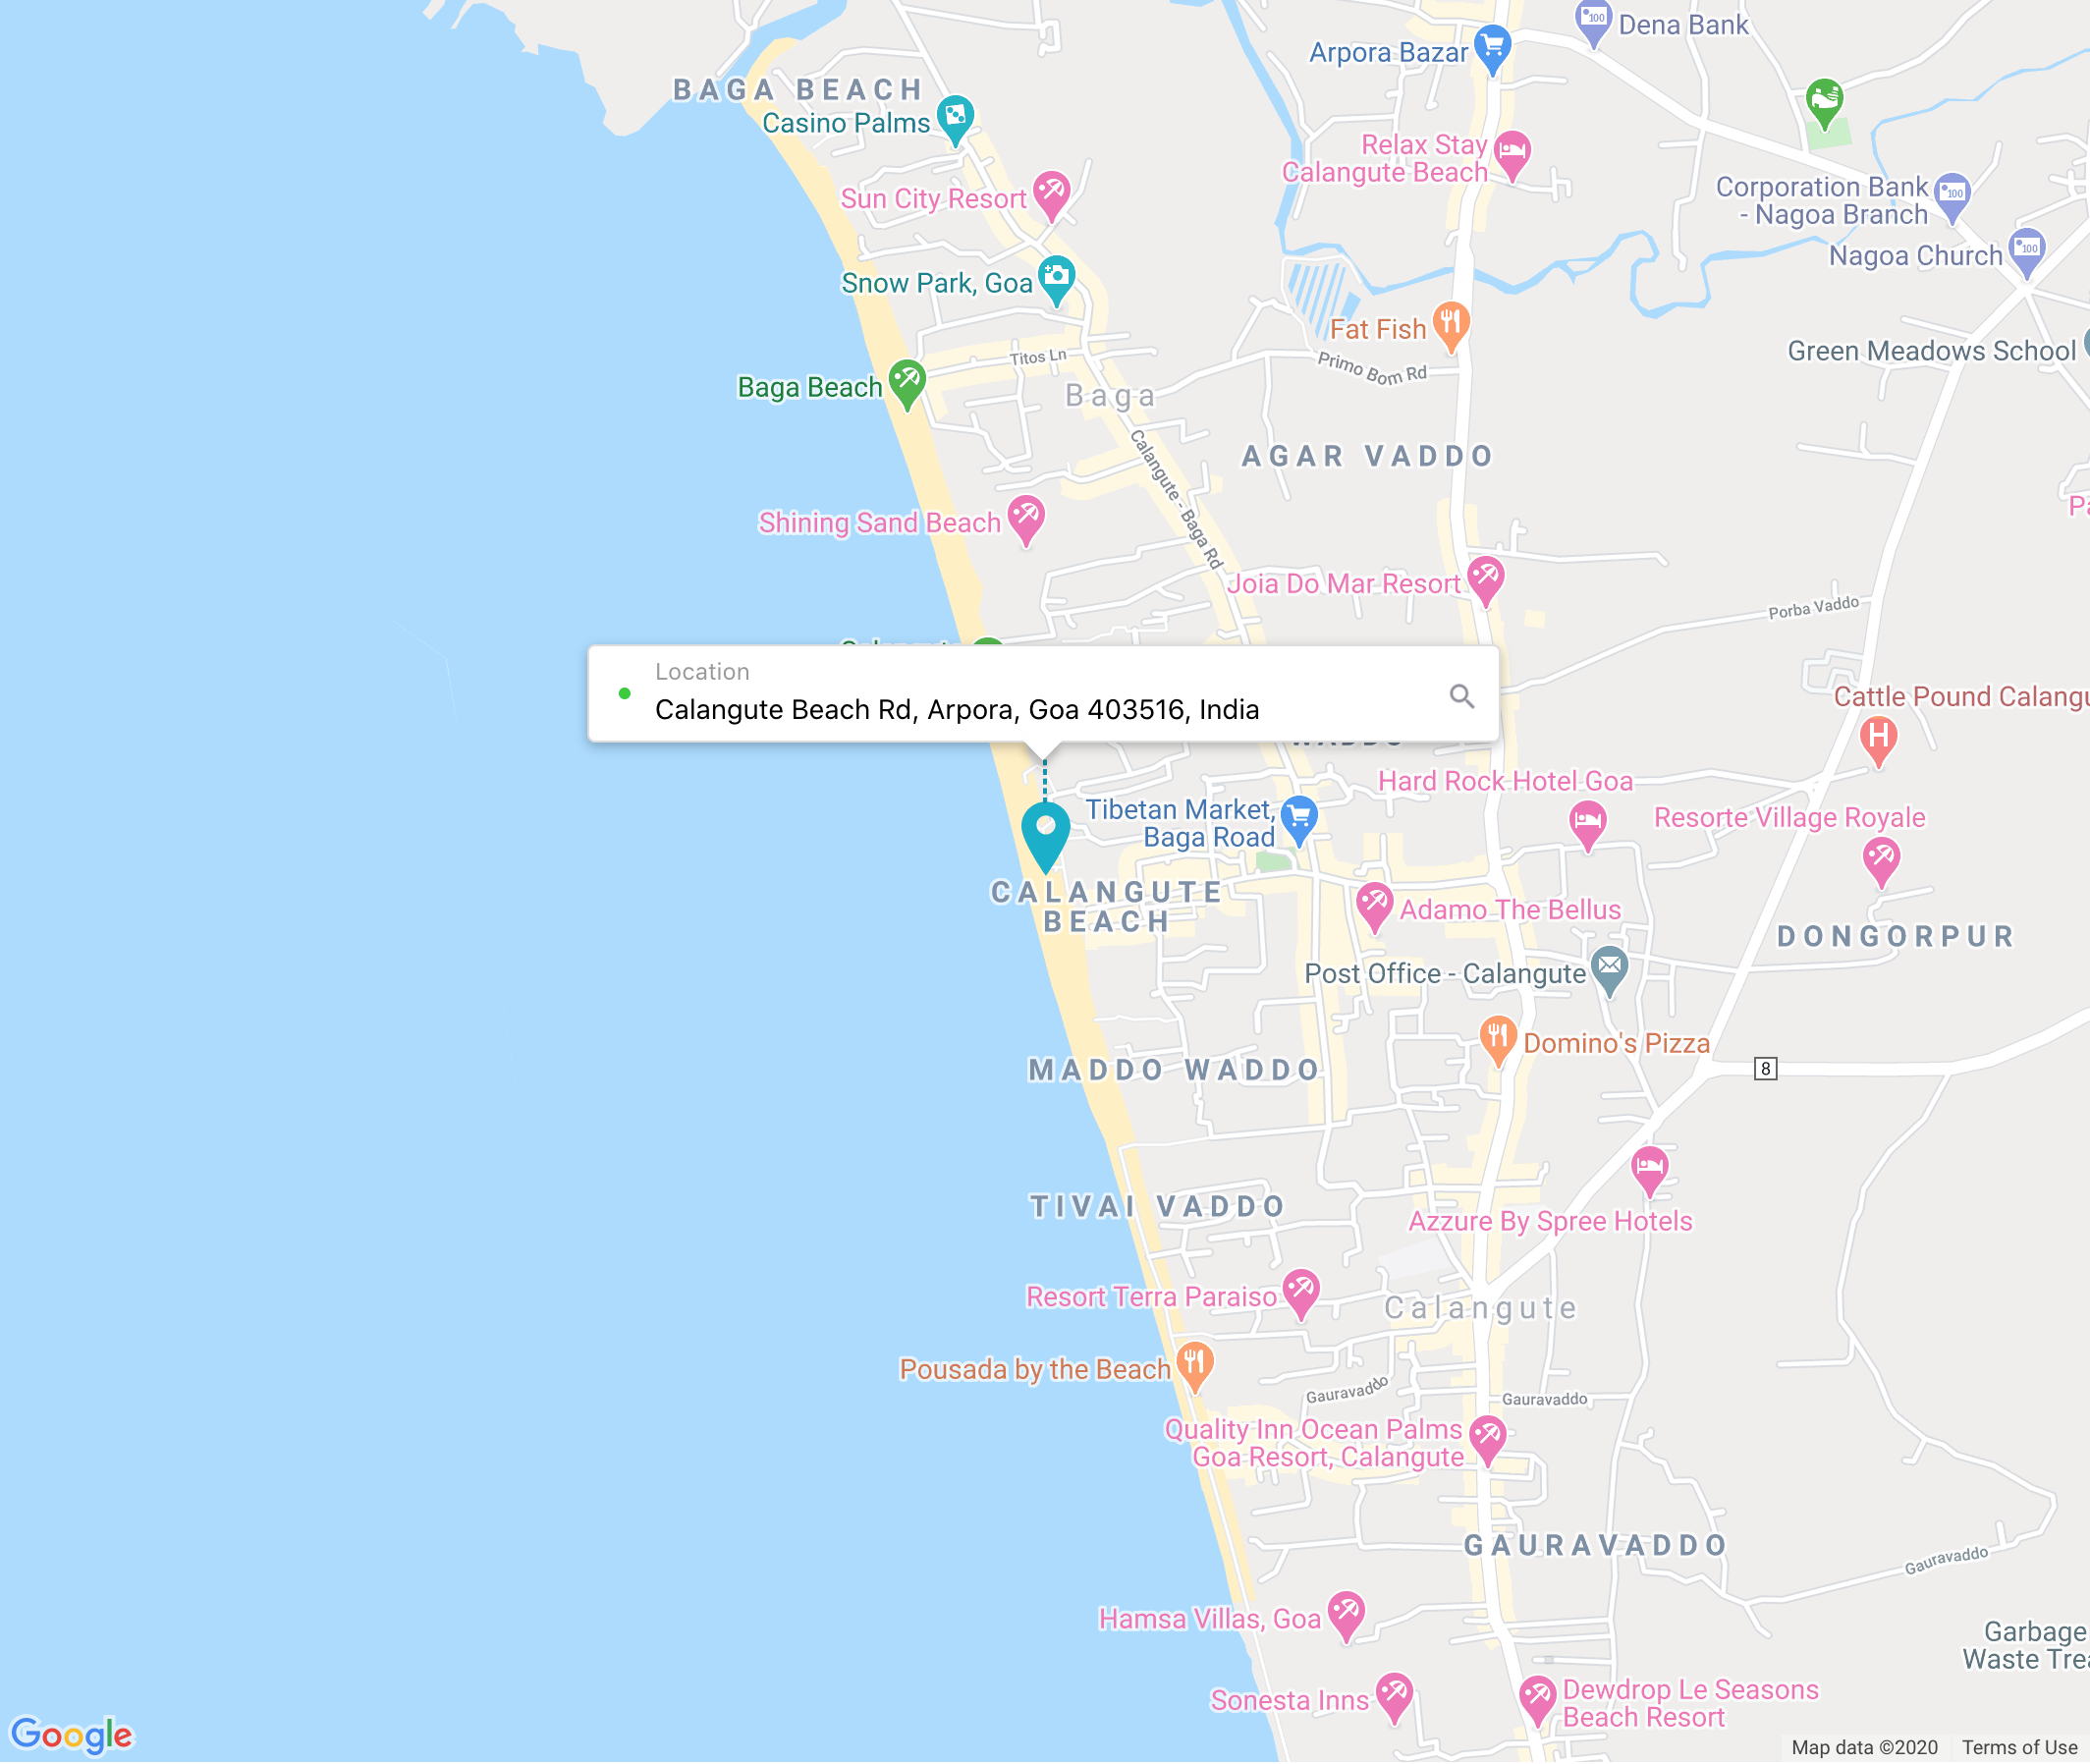 Dena Bank
Arpora Bazar
BAGA BEACH
Casino Palms
Relax Stay
Calangute Beach
Corporation Bank
- Nagoa Branch
Sun City Resort
Nagoa Church
Snow Park, Goa
Fat Fish
Green Meadows School
Titos Ln
Primo Bom Rd
Baga Beach
Baga
AGAR VADDO
Calangute - Baga Rd
Shining Sand Beach
Joia Do Mar Resort
Porba Vaddo
Location
Calangute Beach Rd, Arpora, Goa 403516, India
Cattle Pound Calangu
Hard Rock Hotel Goa
Tibetan Market,
Baga Road
Resorte Village Royale
CALANGUTE
BEACH
Adamo The Bellus
DONGORPUR
Post Office - Calangute
Domino's Pizza
MADDO WADDO
8
TIVAI VADDO
Azzure By Spree Hotels
Resort Terra Paraiso
Calangute
Pousada by the Beach
Gauravaddo
Gauravaddo
Quality Inn Ocean Palms
Goa Resort, Calangute
GAURAVADDO
Gauravaddo
Hamsa Villas, Goa
Garbage
Waste Trea
Sonesta Inns
Dewdrop Le Seasons
Beach Resort
Google
Map data ©2020
Terms of Use